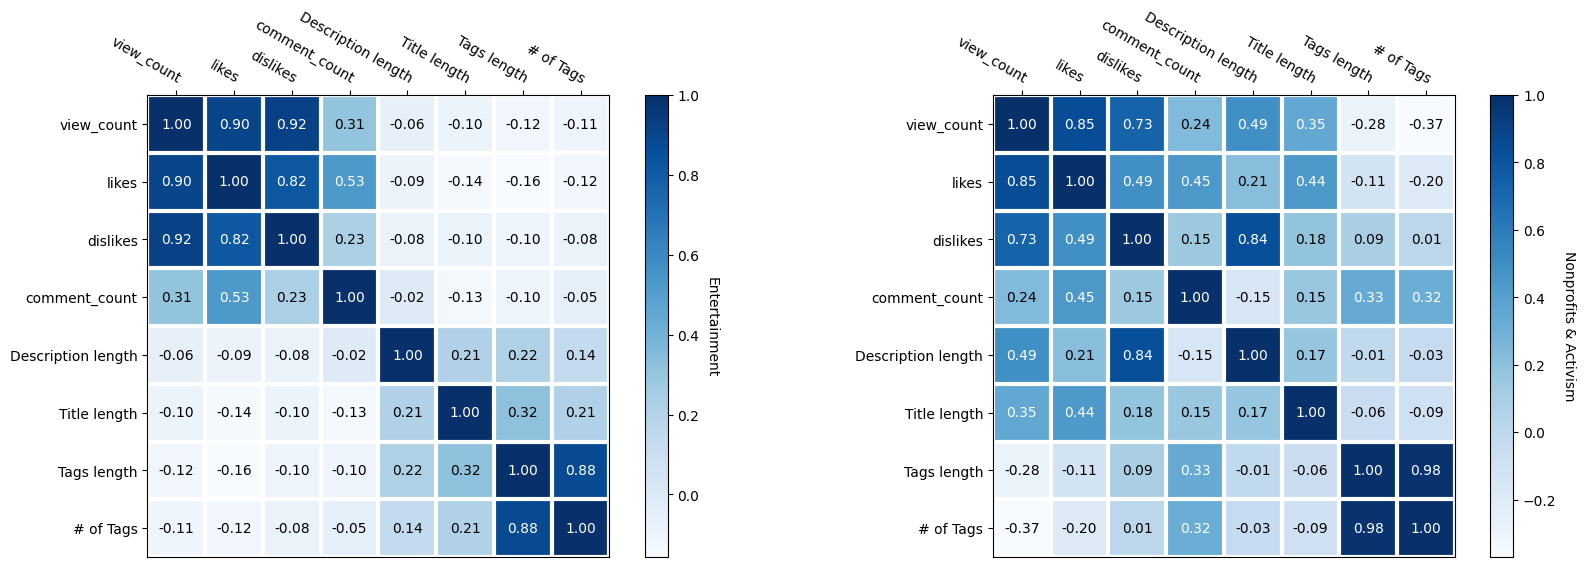 view_count
likes
dislikes
comment_count
Description length
Title length
Tags length
# of Tags
view_count 1.00 0.90 0.92 0.31 -0.06 -0.10 -0.12 -0.11
likes 0.90 1.00 0.82 0.53 -0.09 -0.14 -0.16 -0.12
dislikes 0.92 0.82 1.00 0.23 -0.08 -0.10 -0.10 -0.08
comment_count 0.31 0.53 0.23 1.00 -0.02 -0.13 -0.10 -0.05
Description length -0.06 -0.09 -0.08 -0.02 1.00 0.21 0.22 0.14
Title length -0.10 -0.14 -0.10 -0.13 0.21 1.00 0.32 0.21
Tags length -0.12 -0.16 -0.10 -0.10 0.22 0.32 1.00 0.88
# of Tags -0.11 -0.12 -0.08 -0.05 0.14 0.21 0.88 1.00
1.0
0.8
0.6
0.4
0.2
0.0
Entertainment
view_count
likes
dislikes
comment_count
Description length
Title length
Tags length
# of Tags
view_count 1.00 0.85 0.73 0.24 0.49 0.35 -0.28 -0.37
likes 0.85 1.00 0.49 0.45 0.21 0.44 -0.11 -0.20
dislikes 0.73 0.49 1.00 0.15 0.84 0.18 0.09 0.01
comment_count 0.24 0.45 0.15 1.00 -0.15 0.15 0.33 0.32
Description length 0.49 0.21 0.84 -0.15 1.00 0.17 -0.01 -0.03
Title length 0.35 0.44 0.18 0.15 0.17 1.00 -0.06 -0.09
Tags length -0.28 -0.11 0.09 0.33 -0.01 -0.06 1.00 0.98
# of Tags -0.37 -0.20 0.01 0.32 -0.03 -0.09 0.98 1.00
1.0
0.8
0.6
0.4
0.2
0.0
−0.2
Nonprofits & Activism